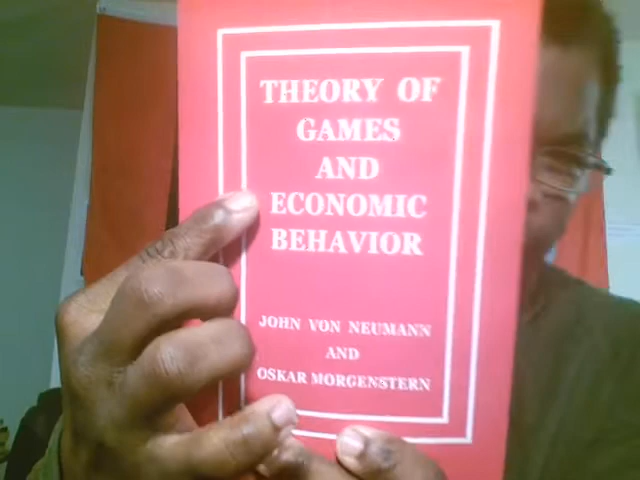 THEORY OF
GAMES
AND
ECONOMIC
BEHAVIOR
JOHN VON NEUMANN
AND
OSKAR MORGENSTERN